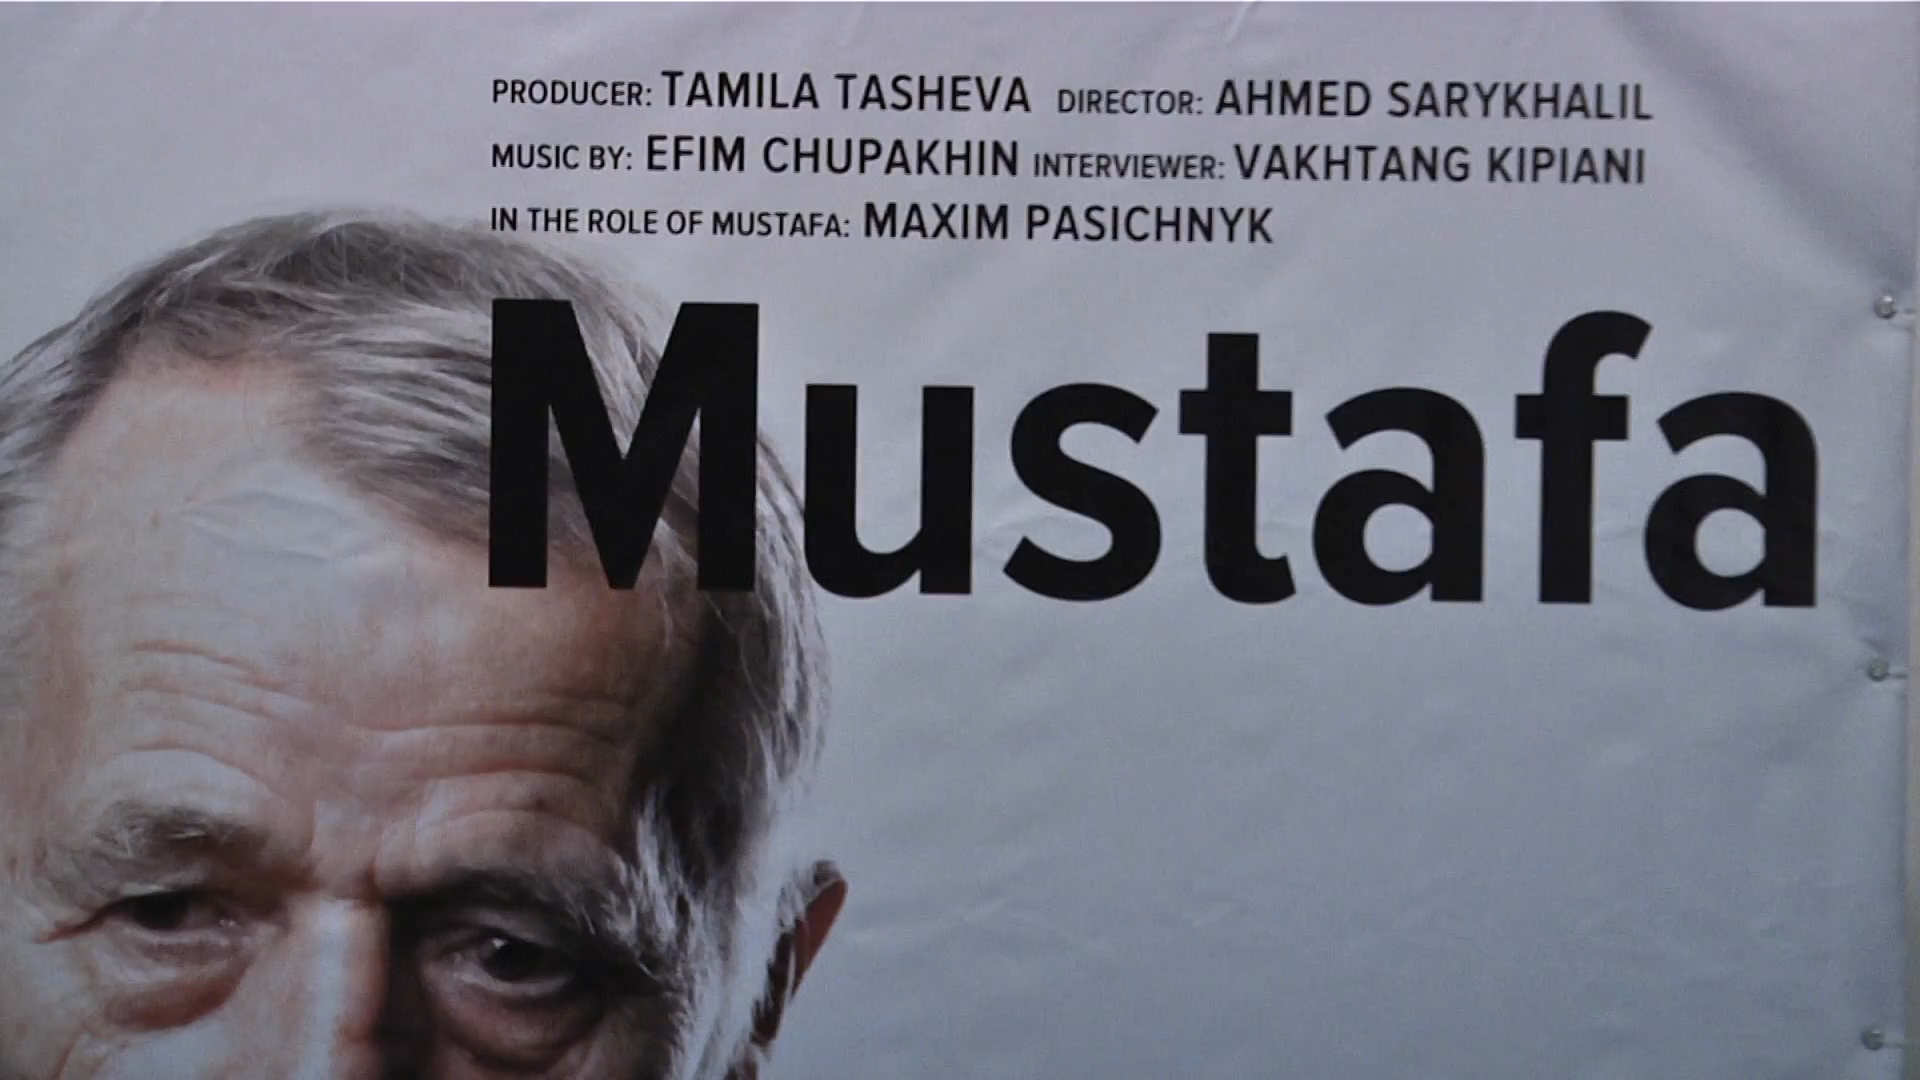 PRODUCER: TAMILA TASHEVA DIRECTOR: AHMED SARYKHALIL
MUSIC BY: EFIM CHUPAKHIN INTERVIEWER: VAKHTANG KIPIANI
IN THE ROLE OF MUSTAFA: MAXIM PASICHNYK
Mustafa